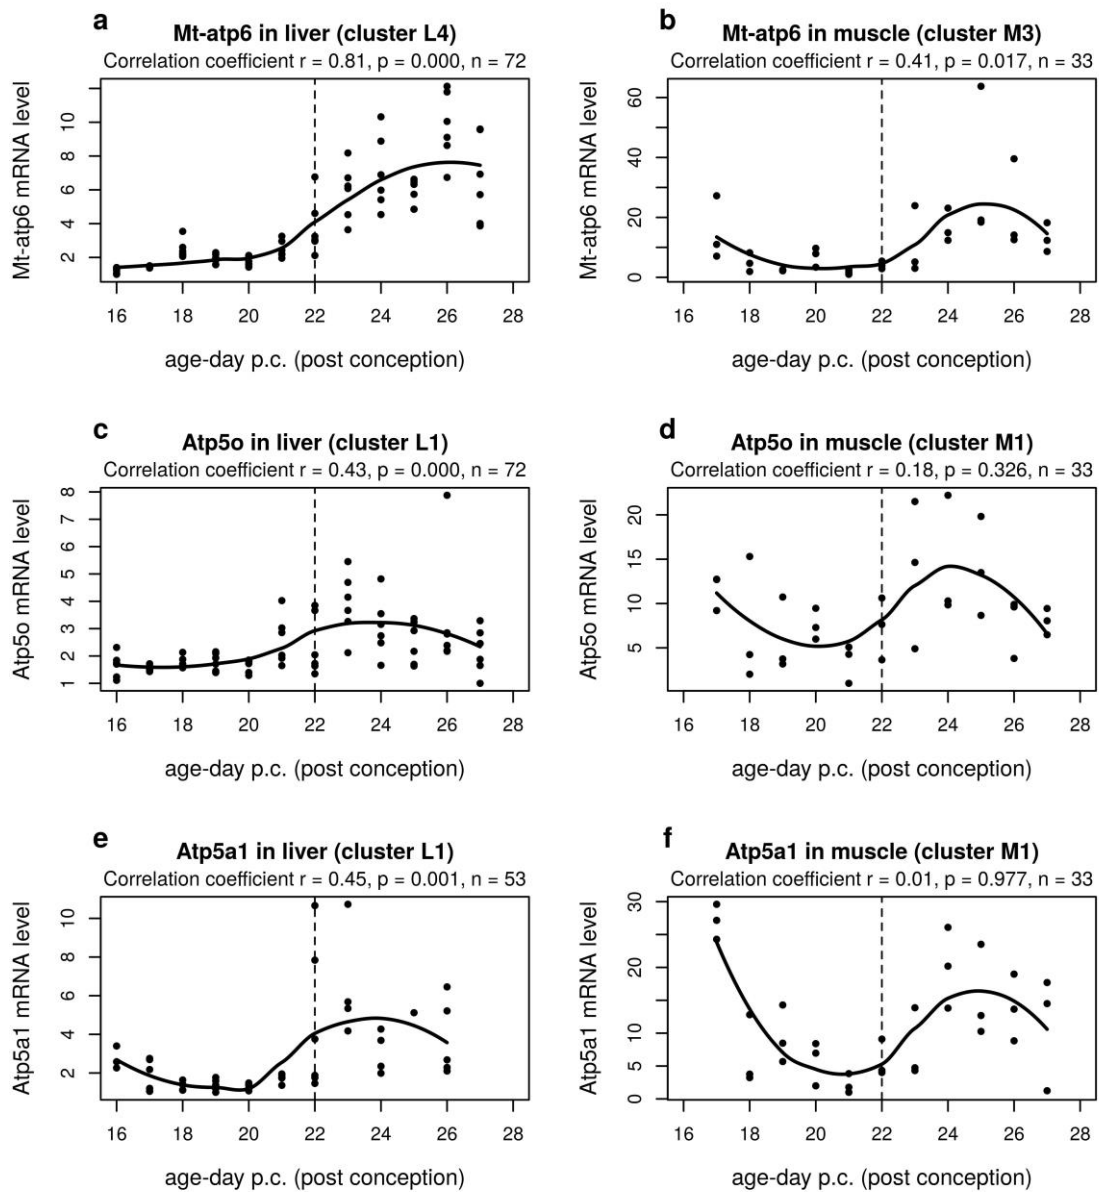 a
Mt-atp6 in liver (cluster L4)
Correlation coefficient r = 0.81, p = 0.000, n = 72
Mt-atp6 mRNA level
2 4 6 8 10
16 18 20 22 24 26 28
age-day p.c. (post conception)
b
Mt-atp6 in muscle (cluster M3)
Correlation coefficient r = 0.41, p = 0.017, n = 33
Mt-atp6 mRNA level
0 20 40 60
16 18 20 22 24 26 28
age-day p.c. (post conception)
c
Atp5o in liver (cluster L1)
Correlation coefficient r = 0.43, p = 0.000, n = 72
Atp5o mRNA level
1 2 3 4 5 6 7 8
16 18 20 22 24 26 28
age-day p.c. (post conception)
d
Atp5o in muscle (cluster M1)
Correlation coefficient r = 0.18, p = 0.326, n = 33
Atp5o mRNA level
5 10 15 20
16 18 20 22 24 26 28
age-day p.c. (post conception)
e
Atp5a1 in liver (cluster L1)
Correlation coefficient r = 0.45, p = 0.001, n = 53
Atp5a1 mRNA level
2 4 6 8 10
16 18 20 22 24 26 28
age-day p.c. (post conception)
f
Atp5a1 in muscle (cluster M1)
Correlation coefficient r = 0.01, p = 0.977, n = 33
Atp5a1 mRNA level
0 5 10 20 30
16 18 20 22 24 26 28
age-day p.c. (post conception)